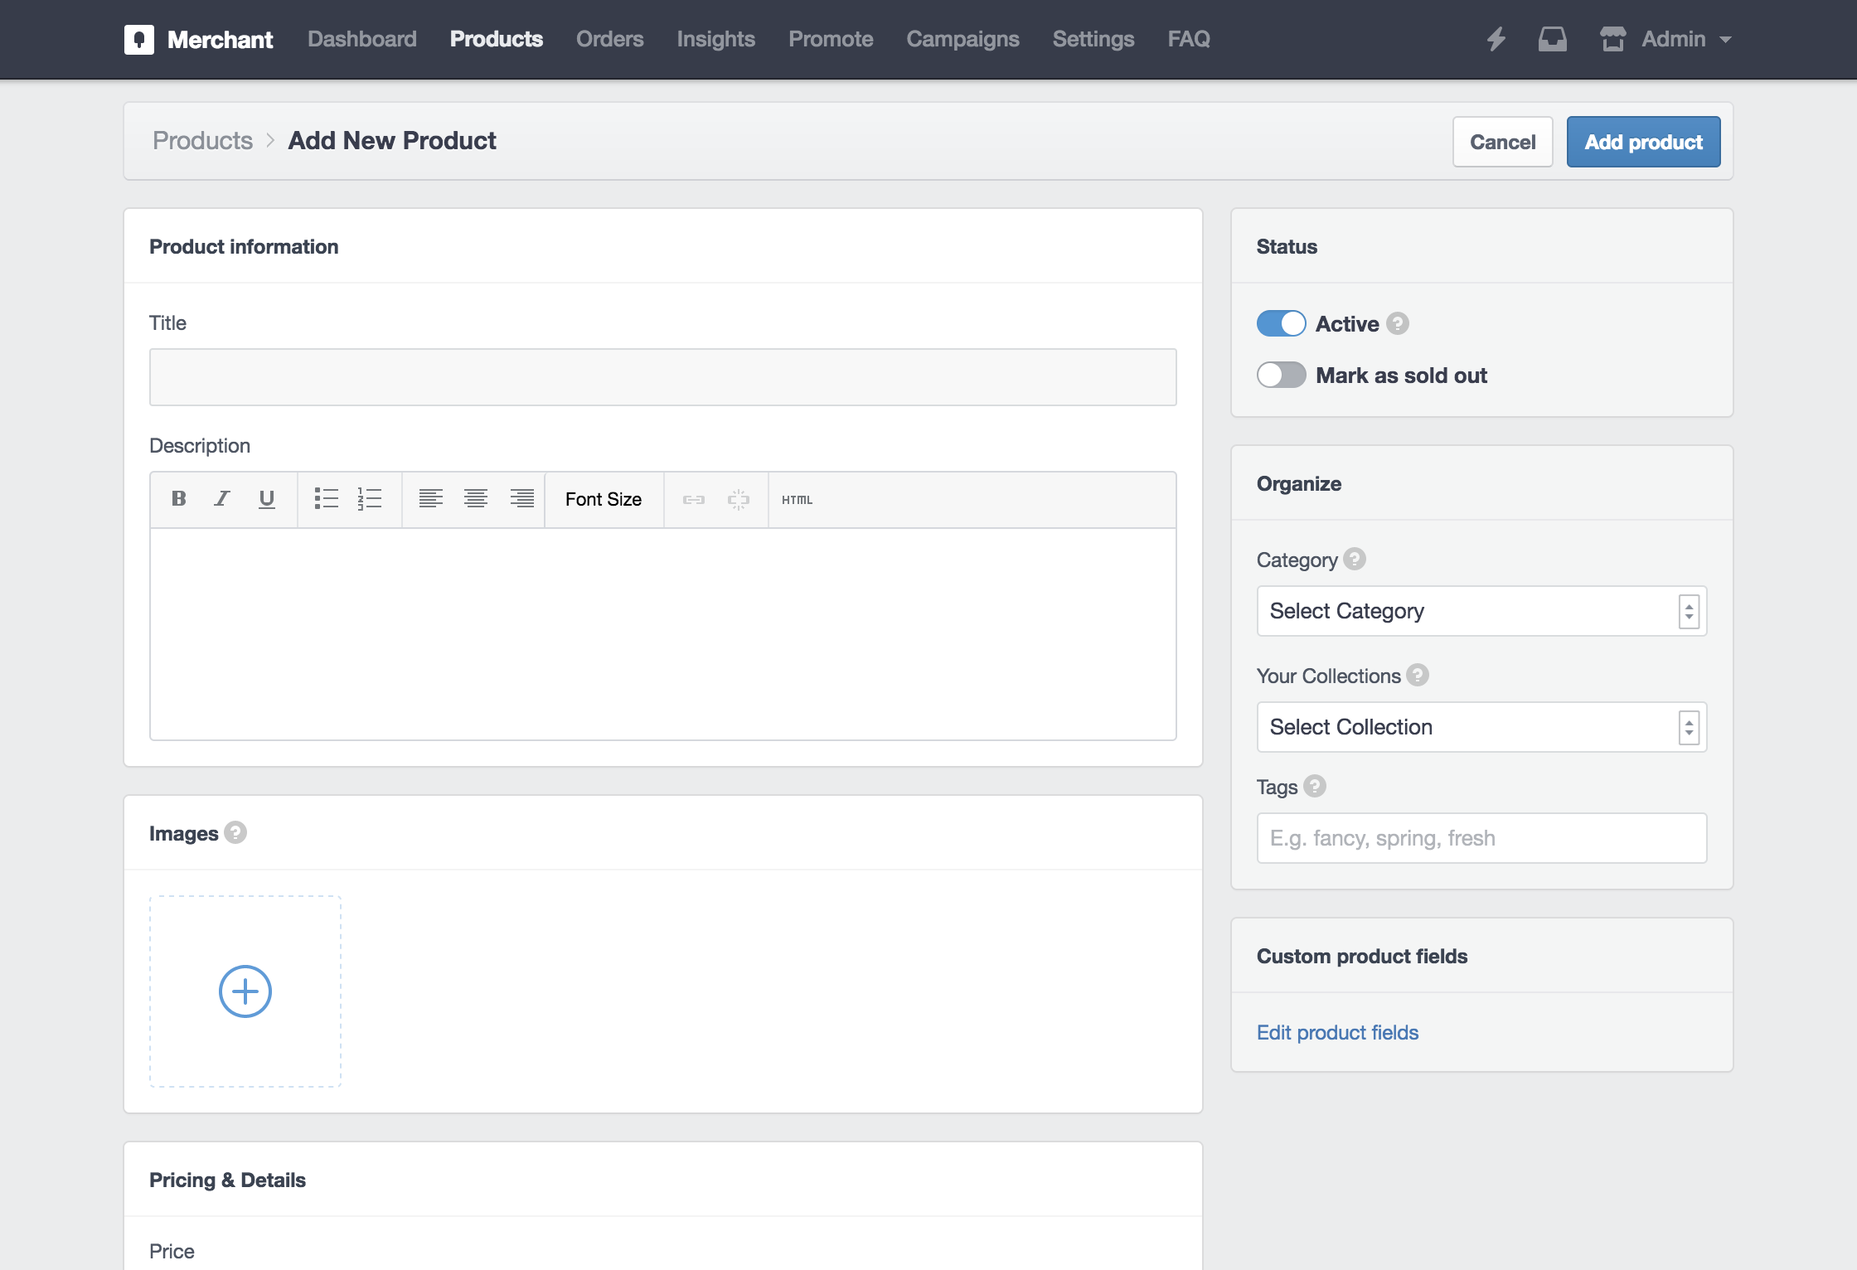 Merchant Dashboard Products Orders Insights Promote Campaigns Settings FAQ Admin
Products > Add New Product Cancel Add product
Product information
Title
Description
B I U Font Size HTML
Images ?
Pricing & Details
Price
Status
Active ?
Mark as sold out
Organize
Category ?
Select Category
Your Collections ?
Select Collection
Tags ?
E.g. fancy, spring, fresh
Custom product fields
Edit product fields